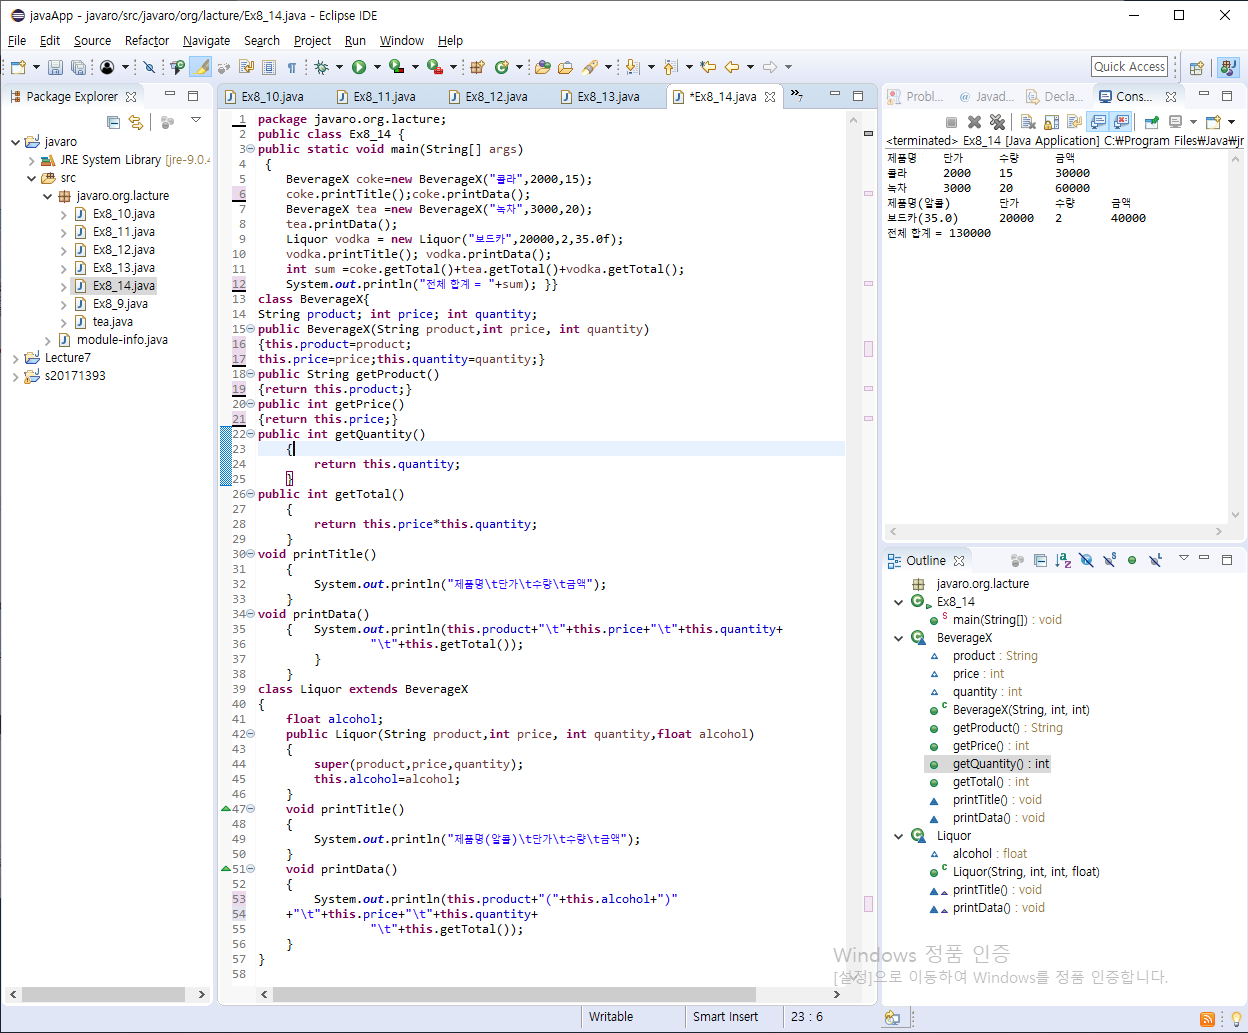 javaApp - javaro/src/javaro/org/lacture/Ex8_14.java - Eclipse IDE
File Edit Source Refactor Navigate Search Project Run Window Help
Quick Access
Package Explorer
javaro
JRE System Library [jre-9.0.4
src
javaro.org.lacture
Ex8_10.java
Ex8_11.java
Ex8_12.java
Ex8_13.java
Ex8_14.java
Ex8_9.java
tea.java
module-info.java
Lecture7
s20171393
Ex8_10.java Ex8_11.java Ex8_12.java Ex8_13.java *Ex8_14.java »7
1 package javaro.org.lacture;
2 public class Ex8_14 {
3 public static void main(String[] args)
4 {
5 BeverageX coke=new BeverageX("콜라",2000,15);
6 coke.printTitle();coke.printData();
7 BeverageX tea =new BeverageX("녹차",3000,20);
8 tea.printData();
9 Liquor vodka = new Liquor("보드카",20000,2,35.0f);
10 vodka.printTitle(); vodka.printData();
11 int sum =coke.getTotal()+tea.getTotal()+vodka.getTotal();
12 System.out.println("전체 합계 = "+sum); }}
13 class BeverageX{
14 String product; int price; int quantity;
15 public BeverageX(String product,int price, int quantity)
16 {this.product=product;
17 this.price=price;this.quantity=quantity;}
18 public String getProduct()
19 {return this.product;}
20 public int getPrice()
21 {return this.price;}
22 public int getQuantity()
23 {
24 return this.quantity;
25 }
26 public int getTotal()
27 {
28 return this.price*this.quantity;
29 }
30 void printTitle()
31 {
32 System.out.println("제품명\t단가\t수량\t금액");
33 }
34 void printData()
35 { System.out.println(this.product+"\t"+this.price+"\t"+this.quantity+
36 "\t"+this.getTotal());
37 }
38 }
39 class Liquor extends BeverageX
40 {
41 float alcohol;
42 public Liquor(String product,int price, int quantity,float alcohol)
43 {
44 super(product,price,quantity);
45 this.alcohol=alcohol;
46 }
47 void printTitle()
48 {
49 System.out.println("제품명(알콜)\t단가\t수량\t금액");
50 }
51 void printData()
52 {
53 System.out.println(this.product+"("+this.alcohol+")"
54 +"\t"+this.price+"\t"+this.quantity+
55 "\t"+this.getTotal());
56 }
57 }
58
Probl... Javad... Decla... Cons...
<terminated> Ex8_14 [Java Application] C:₩Program Files₩Java₩jr
제품명 단가 수량 금액
콜라 2000 15 30000
녹차 3000 20 60000
제품명(알콜) 단가 수량 금액
보드카(35.0) 20000 2 40000
전체 합계 = 130000
Outline
javaro.org.lacture
Ex8_14
main(String[]) : void
BeverageX
product : String
price : int
quantity : int
BeverageX(String, int, int)
getProduct() : String
getPrice() : int
getQuantity() : int
getTotal() : int
printTitle() : void
printData() : void
Liquor
alcohol : float
Liquor(String, int, int, float)
printTitle() : void
printData() : void
Windows 정품 인증
[설정]으로 이동하여 Windows를 정품 인증합니다.
Writable Smart Insert 23 : 6